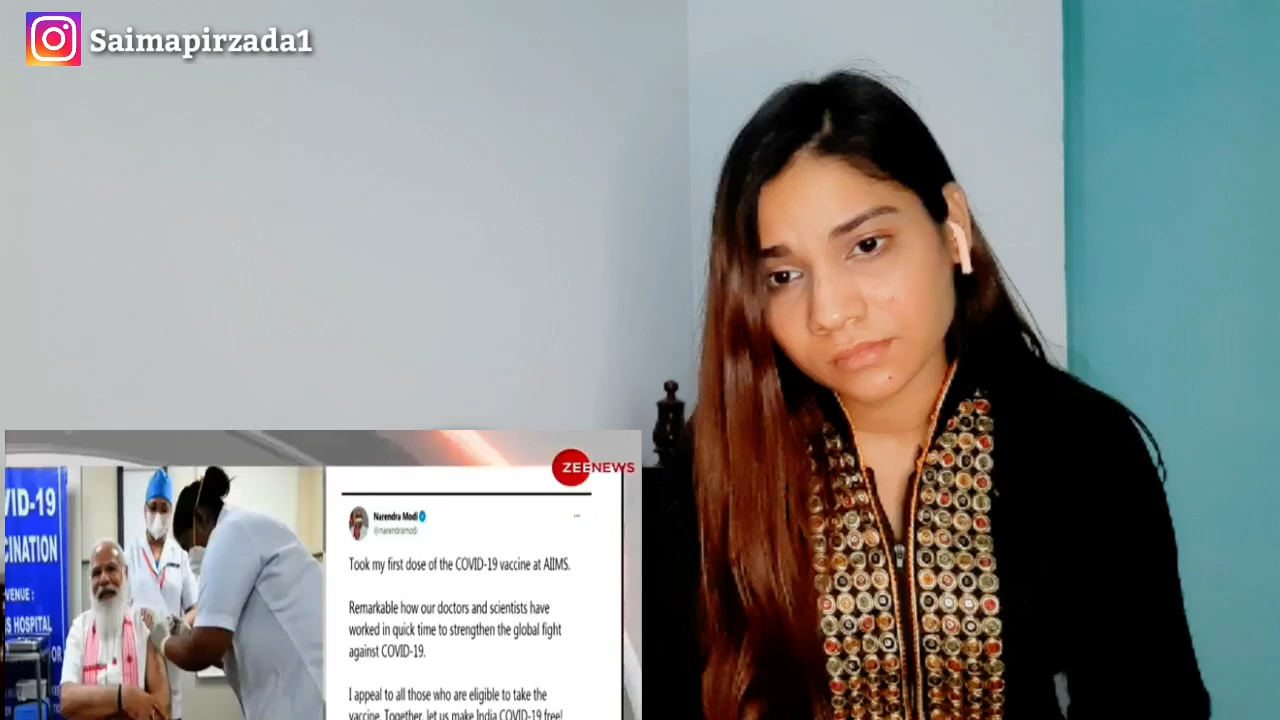 Saimapirzada1
ZEENEWS
VID-19
CINATION
VENUE :
S HOSPITAL
OR
Narendra Modi
@narendramodi
Took my first dose of the COVID-19 vaccine at AIIMS.
Remarkable how our doctors and scientists have
worked in quick time to strengthen the global fight
against COVID-19.
I appeal to all those who are eligible to take the
vaccine. Together, let us make India COVID-19 free!